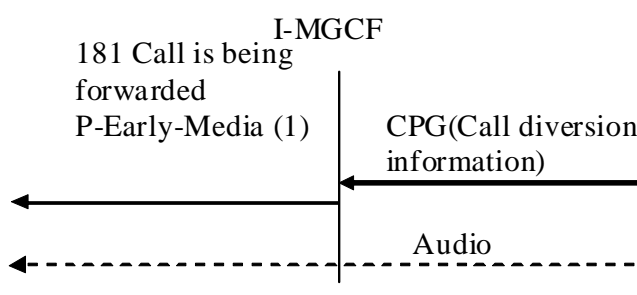 I-MGCF
181 Call is being
forwarded
P-Early-Media (1)
CPG(Call diversion
information)
Audio